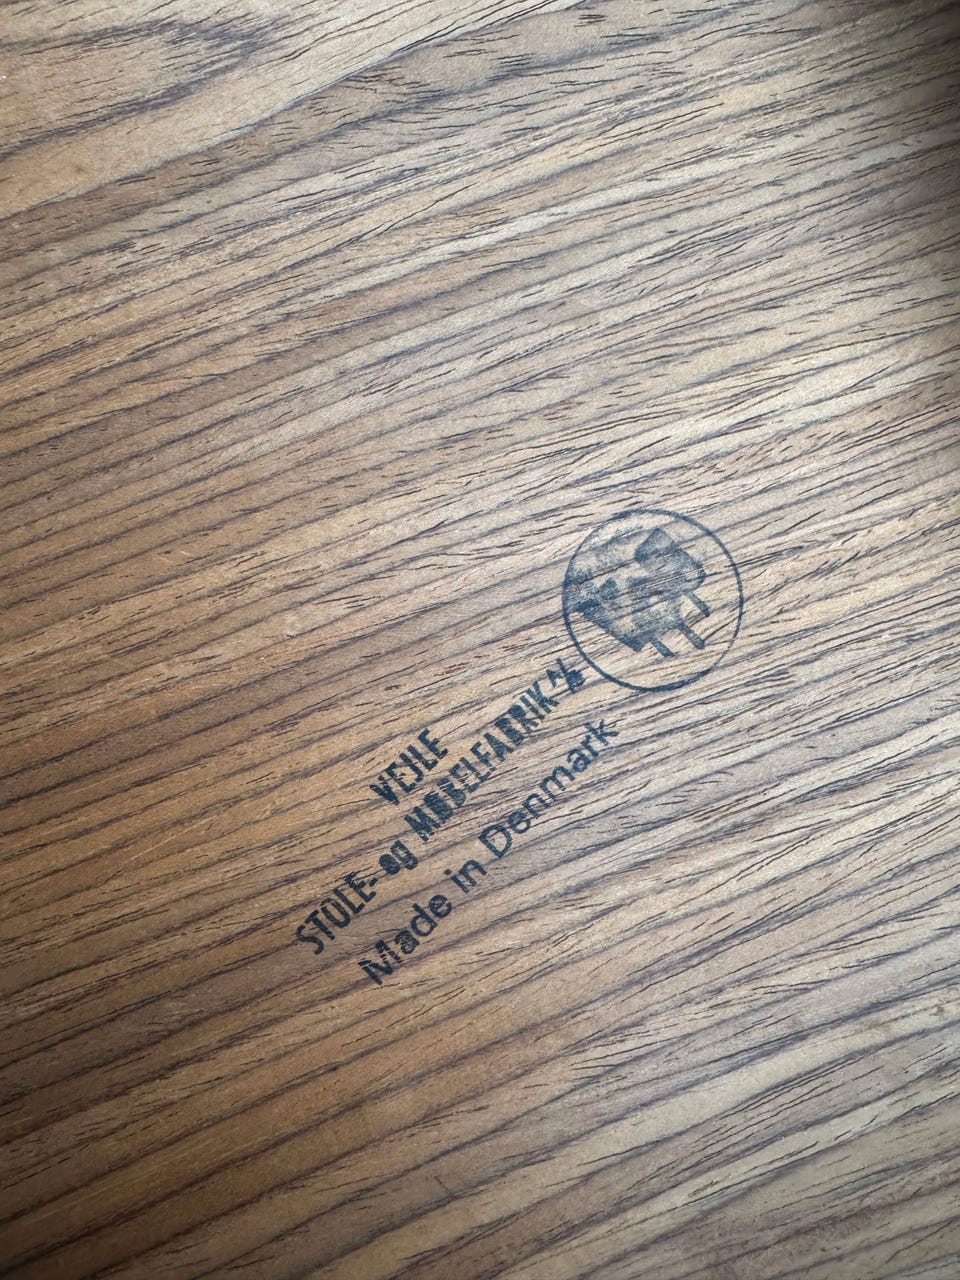 VEJLE
STOLE- og MØBELFABRIK A/S
Made in Denmark